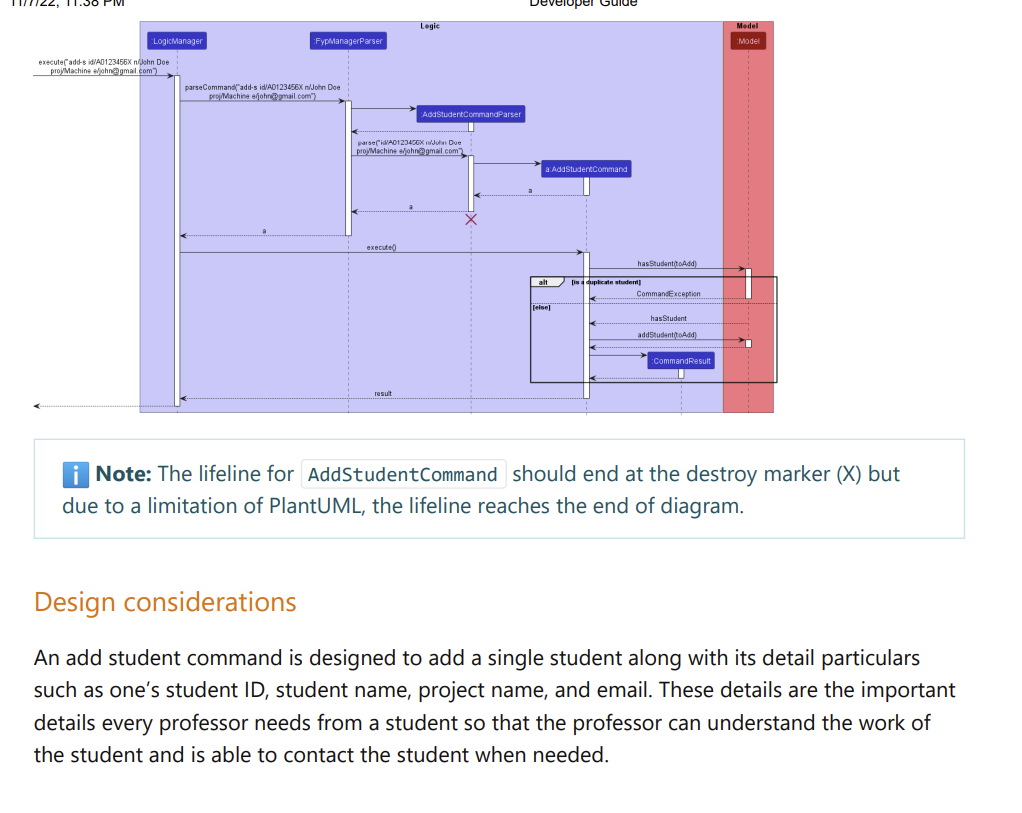 11/7/22, 11:38 PM Developer Guide
Logic Model
:LogicManager :FypManagerParser :Model
execute("add-s id/A0123456X n/John Doe
proj/Machine e/john@gmail.com")
parseCommand("add-s id/A0123456X n/John Doe
proj/Machine e/john@gmail.com")
:AddStudentCommandParser
parse("id/A0123456X n/John Doe
proj/Machine e/john@gmail.com")
a:AddStudentCommand
a
a
a
execute()
hasStudent(toAdd)
alt [is a duplicate student]
CommandException
[else]
hasStudent
addStudent(toAdd)
:CommandResult
result
i Note: The lifeline for AddStudentCommand should end at the destroy marker (X) but
due to a limitation of PlantUML, the lifeline reaches the end of diagram.
Design considerations
An add student command is designed to add a single student along with its detail particulars
such as one’s student ID, student name, project name, and email. These details are the important
details every professor needs from a student so that the professor can understand the work of
the student and is able to contact the student when needed.